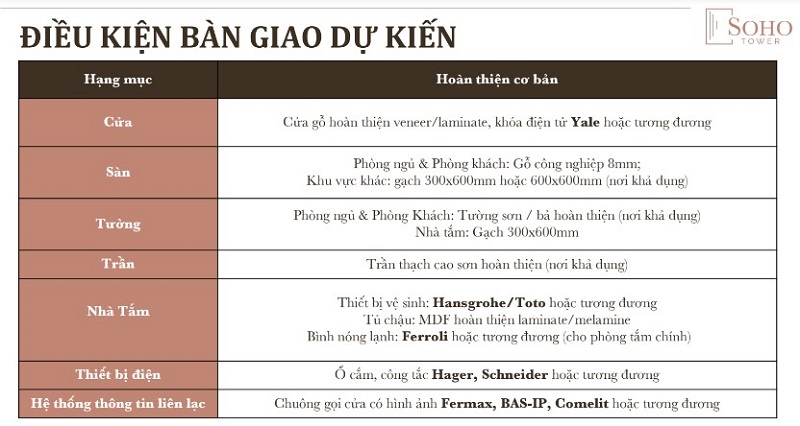 ĐIỀU KIỆN BÀN GIAO DỰ KIẾN
SOHO
TOWER
Hạng mục
Hoàn thiện cơ bản
Cửa
Cửa gỗ hoàn thiện veneer/laminate, khóa điện tử Yale hoặc tương đương
Sàn
Phòng ngủ & Phòng khách: Gỗ công nghiệp 8mm;
Khu vực khác: gạch 300x600mm hoặc 600x600mm (nơi khả dụng)
Tường
Phòng ngủ & Phòng Khách: Tường sơn / bả hoàn thiện (nơi khả dụng)
Nhà tắm: Gạch 300x600mm
Trần
Trần thạch cao sơn hoàn thiện (nơi khả dụng)
Nhà Tắm
Thiết bị vệ sinh: Hansgrohe/Toto hoặc tương đương
Tủ chậu: MDF hoàn thiện laminate/melamine
Bình nóng lạnh: Ferroli hoặc tương đương (cho phòng tắm chính)
Thiết bị điện
Ổ cắm, công tắc Hager, Schneider hoặc tương đương
Hệ thống thông tin liên lạc
Chuông gọi cửa có hình ảnh Fermax, BAS-IP, Comelit hoặc tương đương